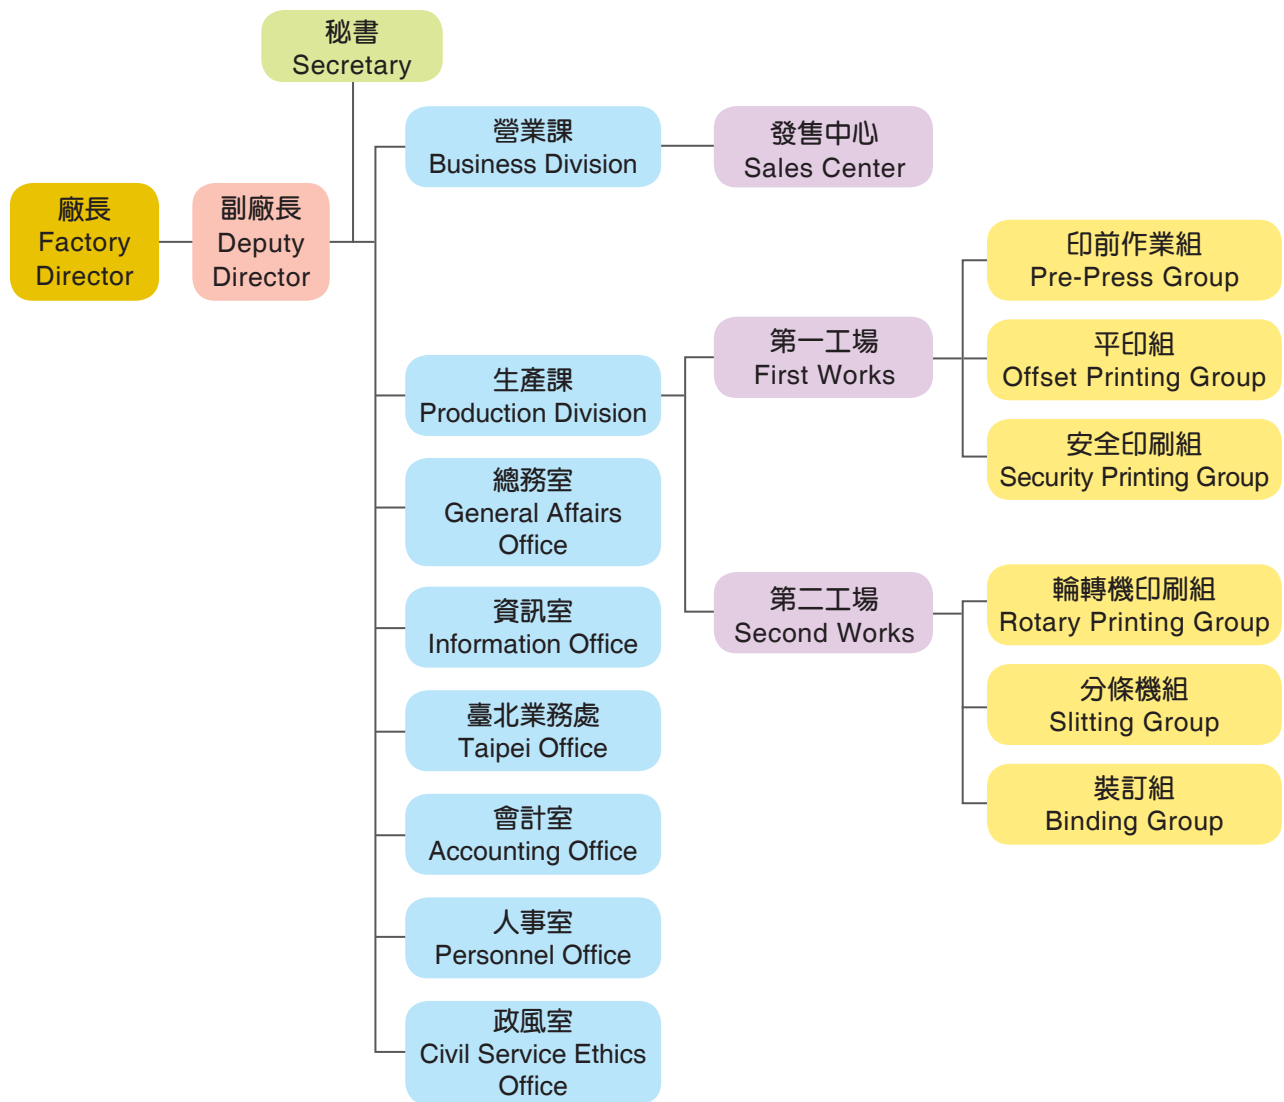 秘書
Secretary
廠長
Factory
Director
副廠長
Deputy
Director
營業課
Business Division
發售中心
Sales Center
生產課
Production Division
第一工場
First Works
印前作業組
Pre-Press Group
平印組
Offset Printing Group
安全印刷組
Security Printing Group
第二工場
Second Works
輪轉機印刷組
Rotary Printing Group
分條機組
Slitting Group
裝訂組
Binding Group
總務室
General Affairs
Office
資訊室
Information Office
臺北業務處
Taipei Office
會計室
Accounting Office
人事室
Personnel Office
政風室
Civil Service Ethics
Office